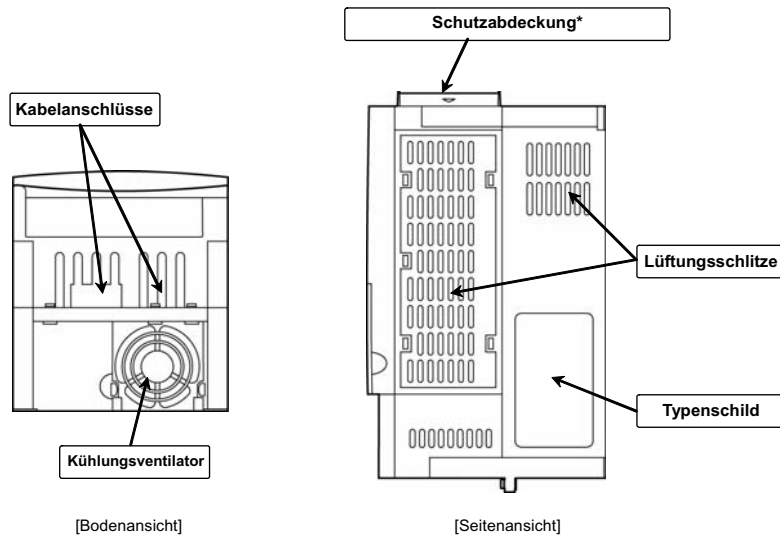 Schutzabdeckung*
Kabelanschlüsse
Lüftungsschlitze
Typenschild
Kühlungsventilator
[Bodenansicht]
[Seitenansicht]